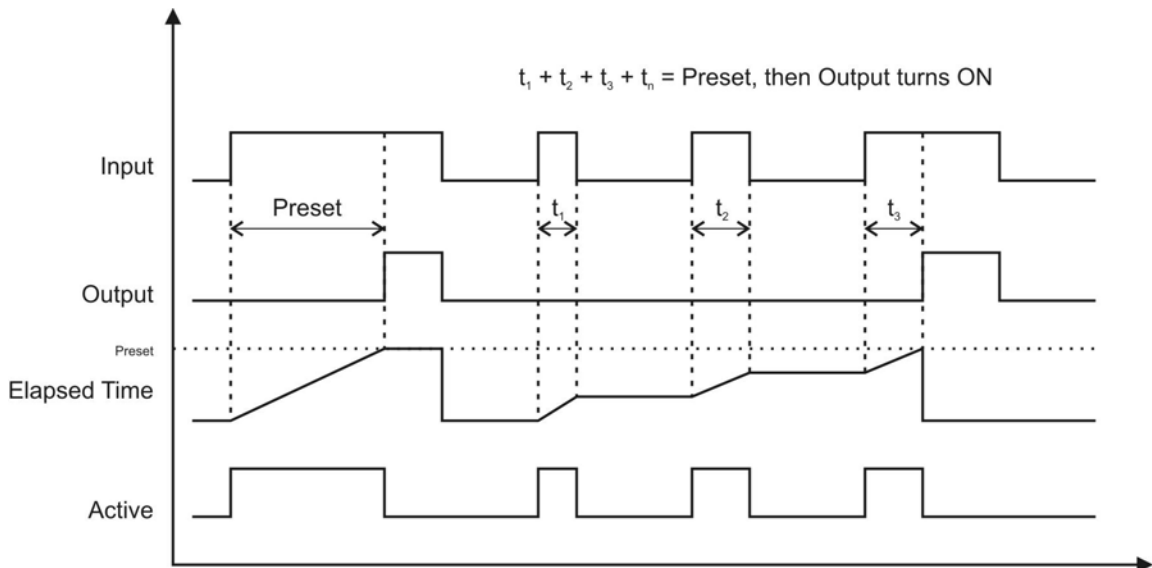 t₁ + t₂ + t₃ + tₙ = Preset, then Output turns ON
Input
Preset
t₁
t₂
t₃
Output
Preset
Elapsed Time
Active